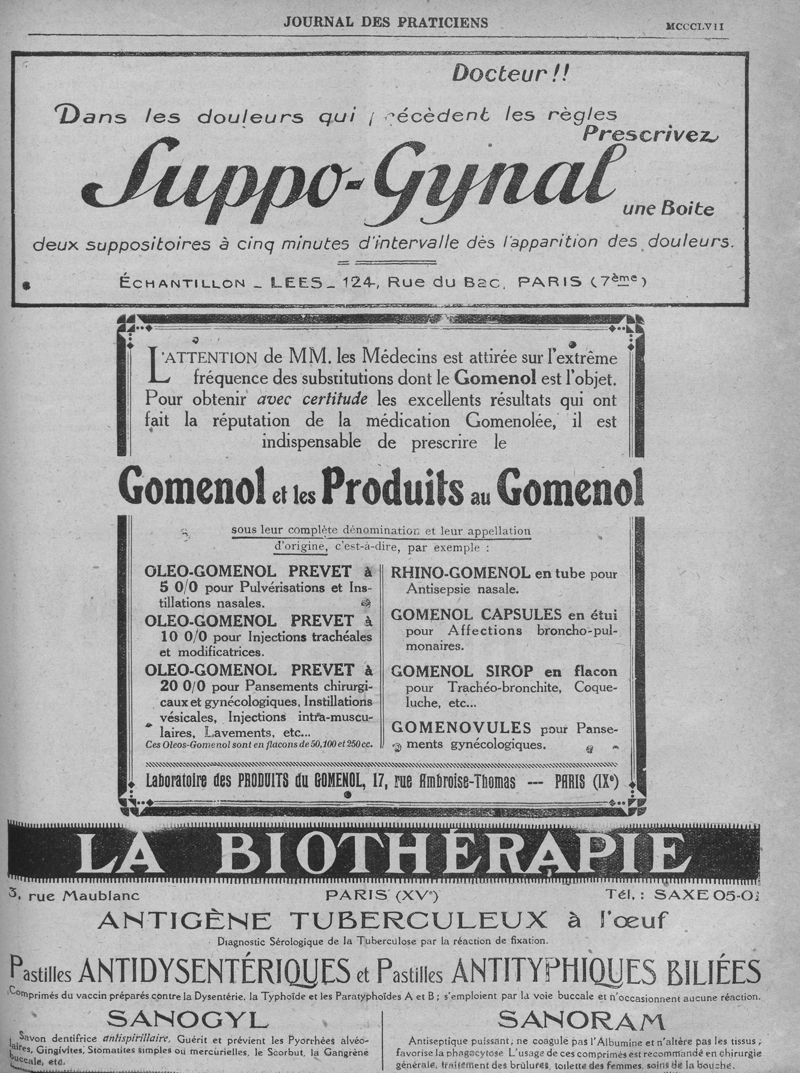 JOURNAL DES PRATICIENS
MCCCLVII
Docteur!!
Dans les douleurs qui précèdent les règles
Prescrivez
Suppo-Gynal
une Boite
deux suppositoires à cinq minutes d'intervalle dès l'apparition des douleurs.
ÉCHANTILLON _ LEES _ 124, Rue du Bac, PARIS (7ème)
L'ATTENTION de MM. les Médecins est attirée sur l'extrême
fréquence des substitutions dont le Gomenol est l'objet.
Pour obtenir avec certitude les excellents résultats qui ont
fait la réputation de la médication Gomenolée, il est
indispensable de prescrire le
Gomenol et les Produits au Gomenol
sous leur complète dénomination et leur appellation
d'origine, c'est-à-dire, par exemple :
OLEO-GOMENOL PREVET à
5 0/0 pour Pulvérisations et Ins-
tillations nasales.
OLEO-GOMENOL PREVET à
10 0/0 pour Injections trachéales
et modificatrices.
OLEO-GOMENOL PREVET à
20 0/0 pour Pansements chirurgi-
caux et gynécologiques, Instillations
vésicales, Injections intra-muscu-
laires, Lavements, etc...
Ces Oleos-Gomenol sont en flacons de 50, 100 et 250 cc.
RHINO-GOMENOL en tube pour
Antisepsie nasale.
GOMENOL CAPSULES en étui
pour Affections broncho-pul-
monaires.
GOMENOL SIROP en flacon
pour Trachéo-bronchite, Coque-
luche, etc...
GOMENOVULES pour Panse-
ments gynécologiques.
Laboratoire des PRODUITS du GOMENOL, 17, rue Ambroise-Thomas --- PARIS (IXe)
LA BIOTHÉRAPIE
3, rue Maublanc PARIS (XVe) Tél. : SAXE 05-0
ANTIGÈNE TUBERCULEUX à l'œuf
Diagnostic Sérologique de la Tuberculose par la réaction de fixation.
Pastilles ANTIDYSENTÉRIQUES et Pastilles ANTITYPHIQUES BILIÉES
Comprimés du vaccin préparés contre la Dysentérie, la Typhoïde et les Paratyphoïdes A et B ; s'emploient par la voie buccale et n'occasionnent aucune réaction.
SANOGYL
Savon dentifrice antispirillaire, Guérit et prévient les Pyorrhées alvéo-
laires, Gingivites, Stomatites simples ou mercurielles, le Scorbut, la Gangrène
buccale, etc.
SANORAM
Antiseptique puissant, ne coagule pas l'Albumine et n'altère pas les tissus ;
favorise la phagocytose L'usage de ces comprimés est recommandé en chirurgie
générale, traitement des brûlures, toilette des femmes, soins de la bouche.